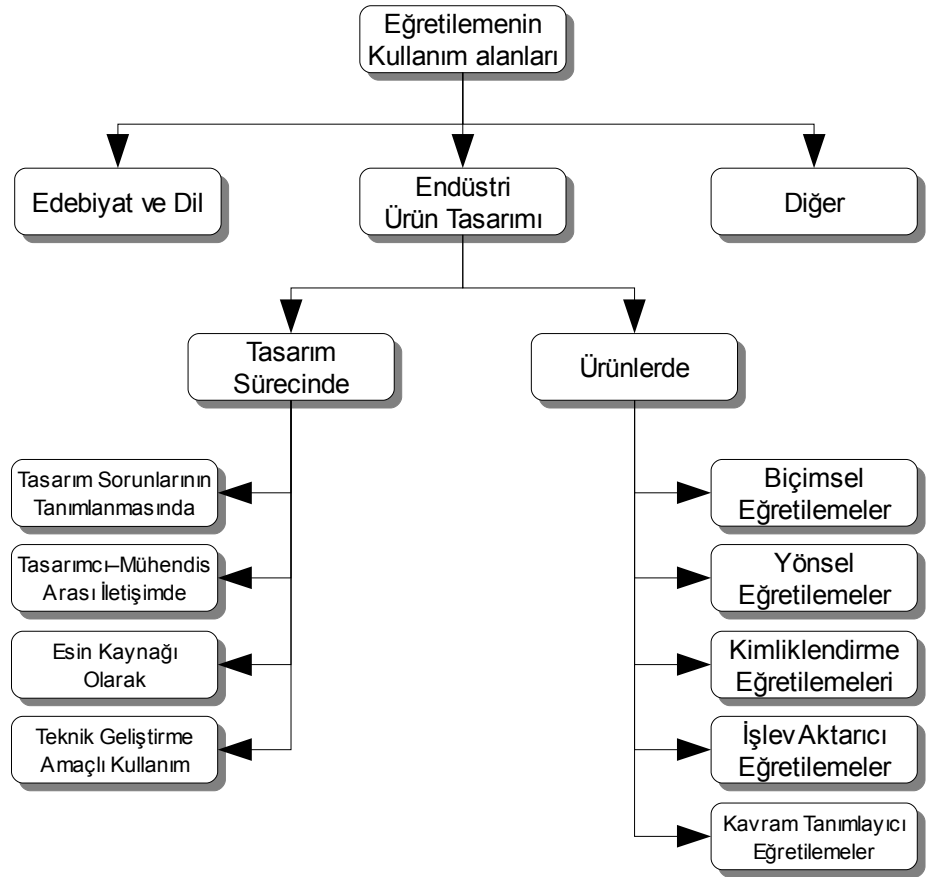 Eğretilemenin
Kullanım alanları
Edebiyat ve Dil
Endüstri
Ürün Tasarımı
Diğer
Tasarım
Sürecinde
Ürünlerde
Tasarım Sorunlarının
Tanımlanmasında
Tasarımcı–Mühendis
Arası İletişimde
Esin Kaynağı
Olarak
Teknik Geliştirme
Amaçlı Kullanım
Biçimsel
Eğretilemeler
Yönsel
Eğretilemeler
Kimliklendirme
Eğretilemeleri
İşlev Aktarıcı
Eğretilemeler
Kavram Tanımlayıcı
Eğretilemeler